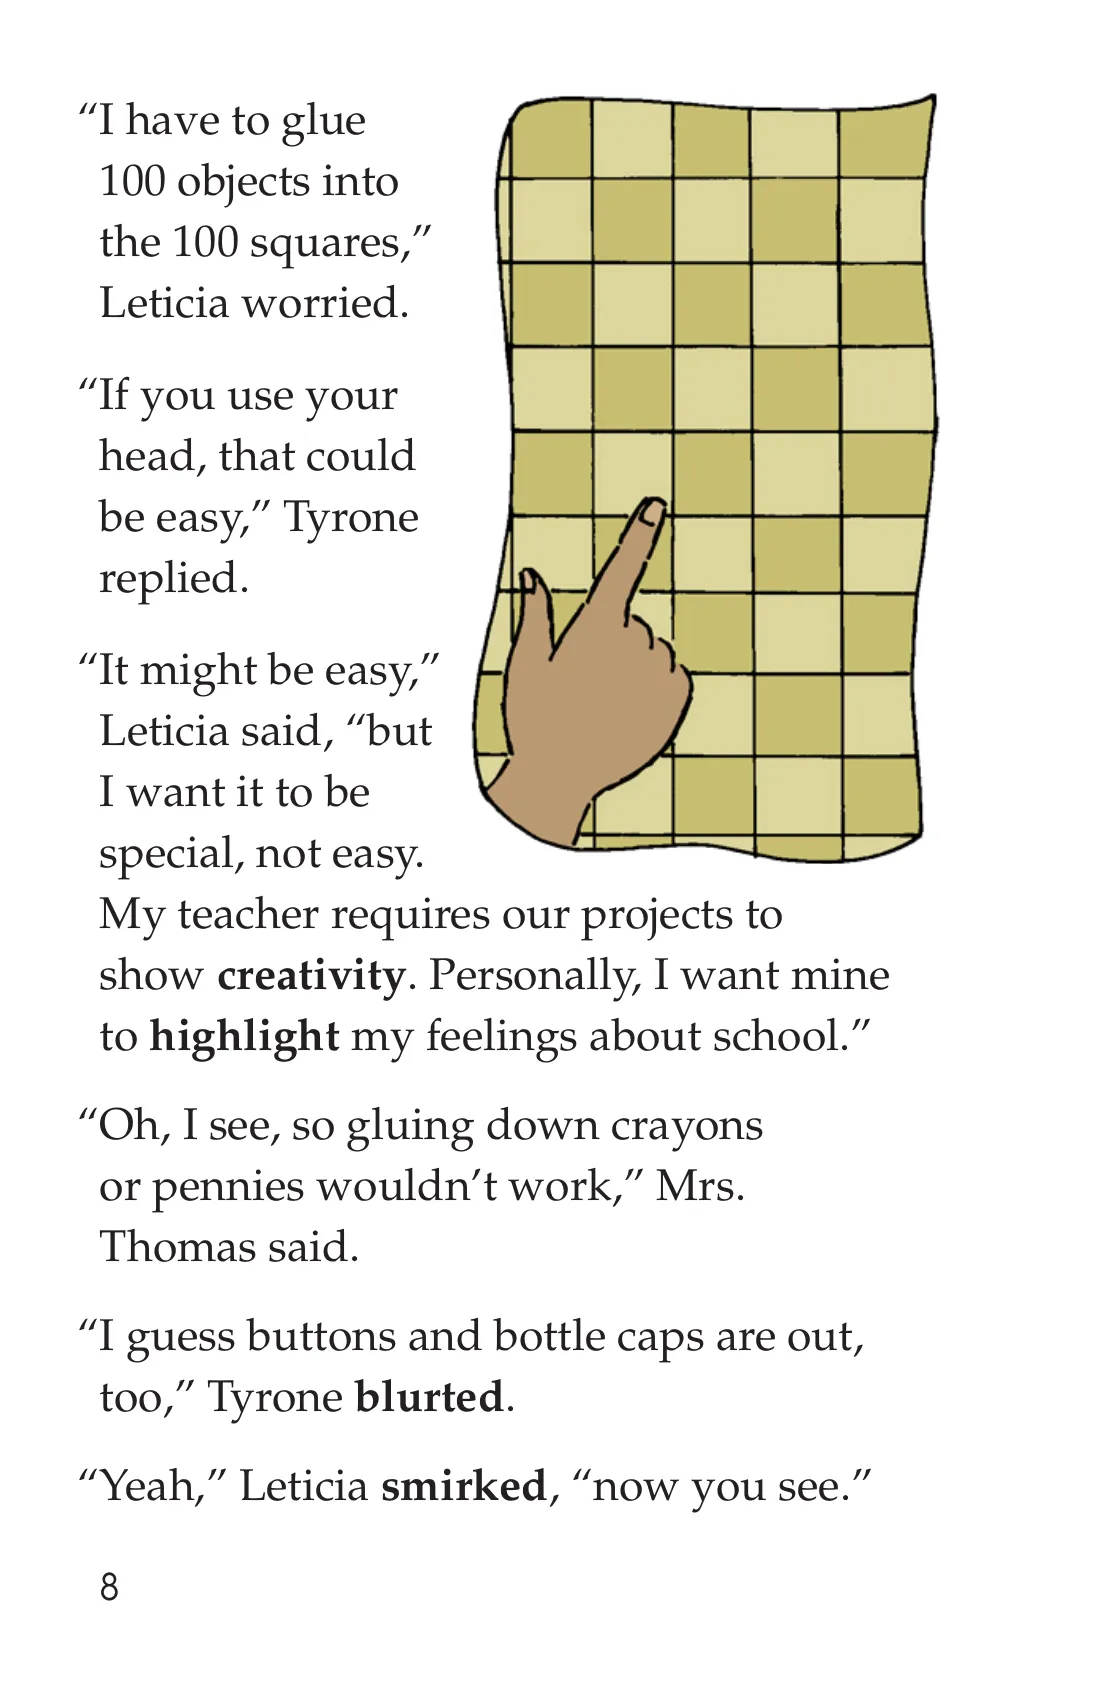 “I have to glue
100 objects into
the 100 squares,”
Leticia worried.
“If you use your
head, that could
be easy,” Tyrone
replied.
“It might be easy,”
Leticia said, “but
I want it to be
special, not easy.
My teacher requires our projects to
show creativity. Personally, I want mine
to highlight my feelings about school.”
“Oh, I see, so gluing down crayons
or pennies wouldn’t work,” Mrs.
Thomas said.
“I guess buttons and bottle caps are out,
too,” Tyrone blurted.
“Yeah,” Leticia smirked, “now you see.”
8